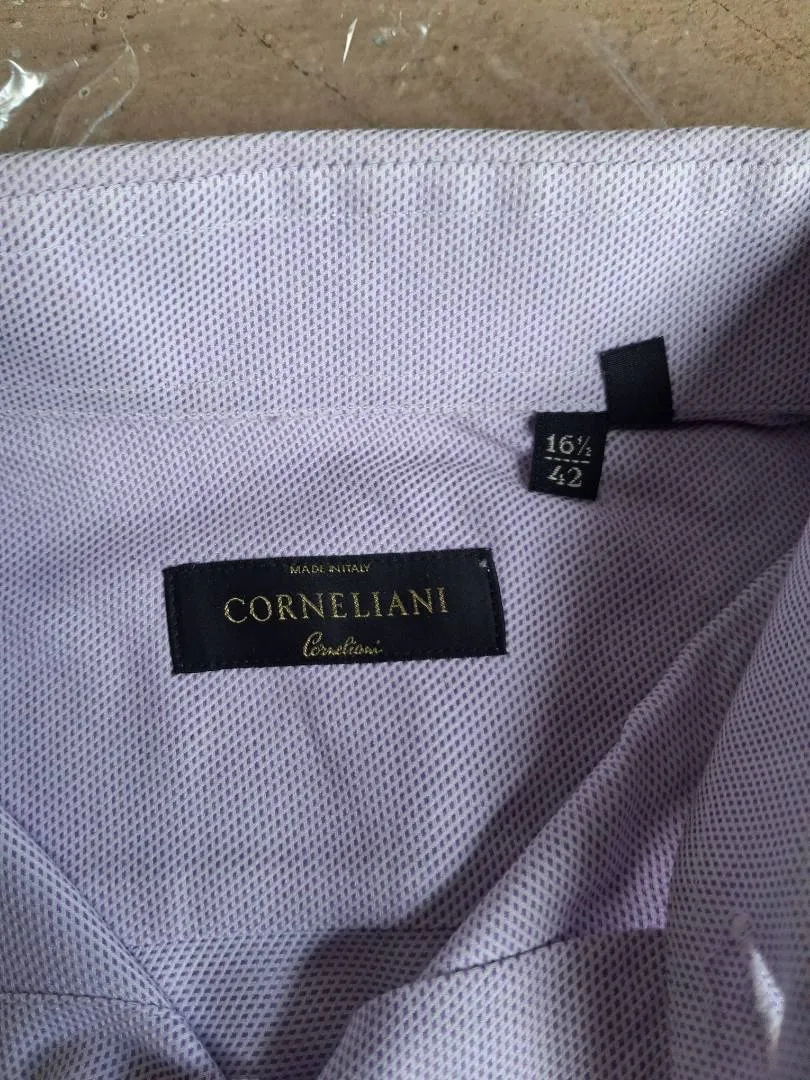 16½
42
MADE IN ITALY
CORNELIANI
Corneliani